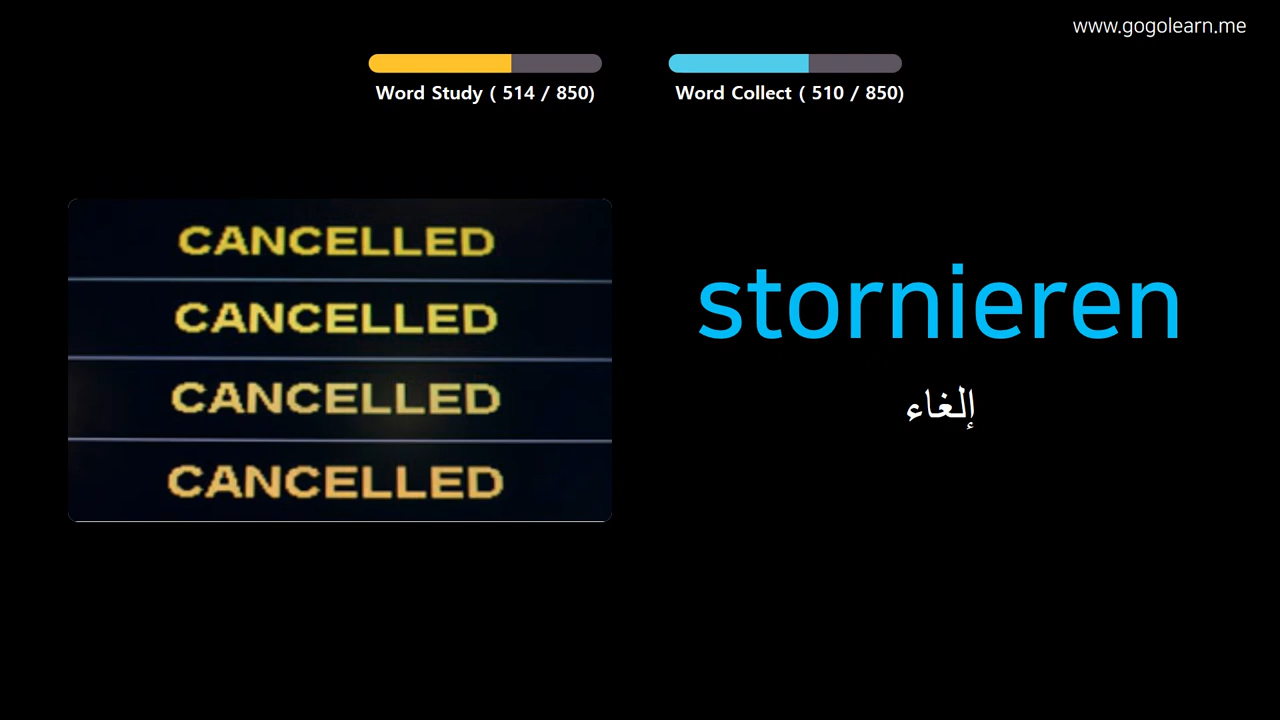 www.gogolearn.me
Word Study ( 514 / 850)
Word Collect ( 510 / 850)
CANCELLED
CANCELLED
CANCELLED
CANCELLED
stornieren
إلغاء